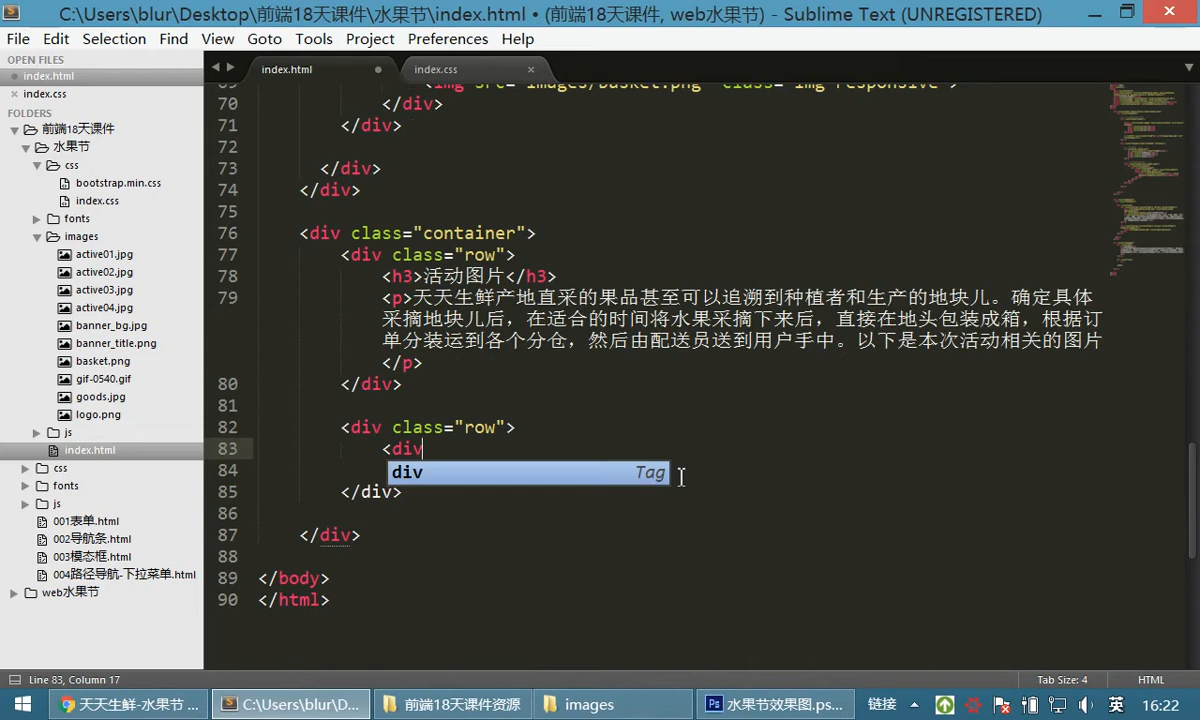 C:\Users\blur\Desktop\前端18天课件\水果节\index.html • (前端18天课件, web水果节) - Sublime Text (UNREGISTERED)
File Edit Selection Find View Goto Tools Project Preferences Help
OPEN FILES
index.html
index.css
FOLDERS
前端18天课件
水果节
css
bootstrap.min.css
index.css
fonts
images
active01.jpg
active02.jpg
active03.jpg
active04.jpg
banner_bg.jpg
banner_title.png
basket.png
gif-0540.gif
goods.jpg
logo.png
js
index.html
css
fonts
js
001表单.html
002导航条.html
003模态框.html
004路径导航-下拉菜单.html
web水果节
index.html
index.css
69 <img src="images/basket.png" class="img-responsive">
70 </div>
71 </div>
72
73 </div>
74 </div>
75
76 <div class="container">
77 <div class="row">
78 <h3>活动图片</h3>
79 <p>天天生鲜产地直采的果品甚至可以追溯到种植者和生产的地块儿。确定具体
采摘地块儿后，在适合的时间将水果采摘下来后，直接在地头包装成箱，根据订
单分装运到各个分仓，然后由配送员送到用户手中。以下是本次活动相关的图片
</p>
80 </div>
81
82 <div class="row">
83 <div
div Tag
84
85 </div>
86
87 </div>
88
89 </body>
90 </html>
Line 83, Column 17
Tab Size: 4
HTML
天天生鲜-水果节 ...
C:\Users\blur\D...
前端18天课件资源
images
水果节效果图.ps...
链接
英
16:22